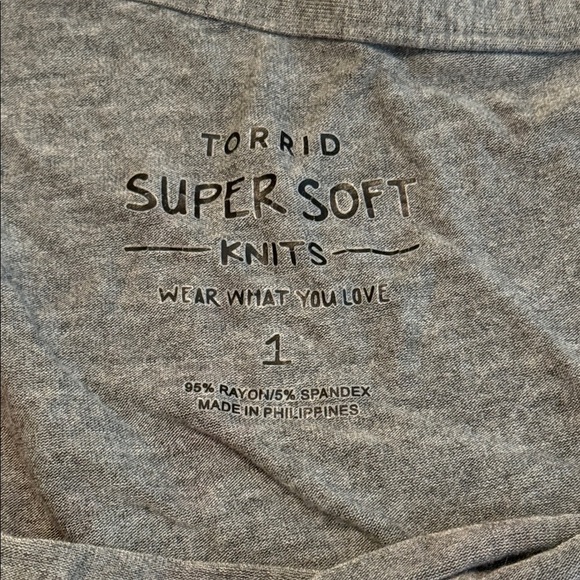 TORRID
SUPER SOFT
KNITS
WEAR WHAT YOU LOVE
1
95% RAYON/5% SPANDEX
MADE IN PHILIPPINES